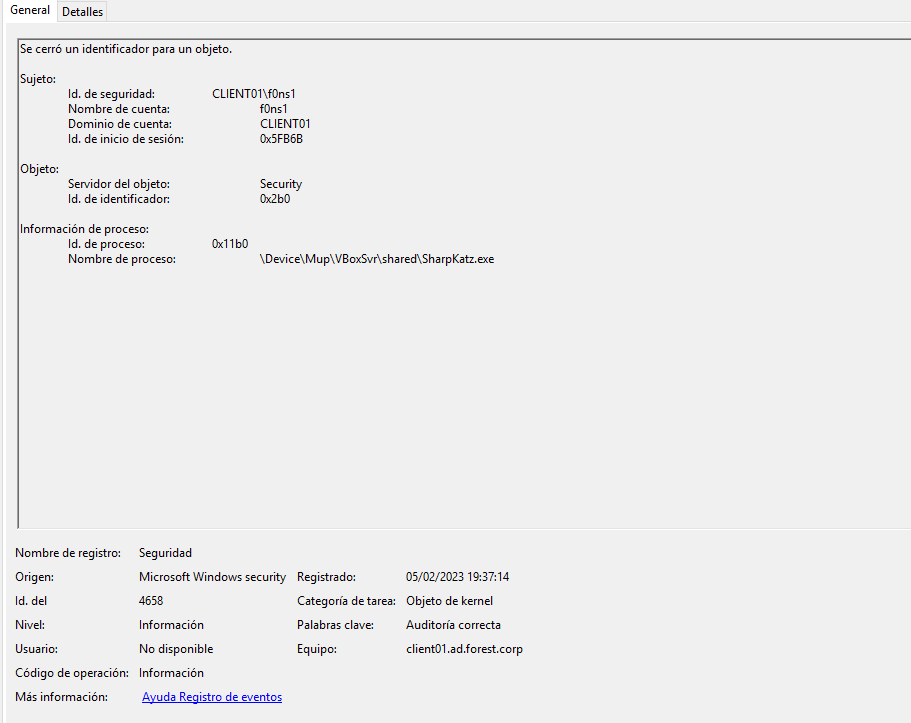 General Detalles
Se cerró un identificador para un objeto.
Sujeto:
Id. de seguridad: CLIENT01\f0ns1
Nombre de cuenta: f0ns1
Dominio de cuenta: CLIENT01
Id. de inicio de sesión: 0x5FB6B
Objeto:
Servidor del objeto: Security
Id. de identificador: 0x2b0
Información de proceso:
Id. de proceso: 0x11b0
Nombre de proceso: \Device\Mup\VBoxSvr\shared\SharpKatz.exe
Nombre de registro: Seguridad
Origen: Microsoft Windows security Registrado: 05/02/2023 19:37:14
Id. del 4658 Categoría de tarea: Objeto de kernel
Nivel: Información Palabras clave: Auditoría correcta
Usuario: No disponible Equipo: client01.ad.forest.corp
Código de operación: Información
Más información: Ayuda Registro de eventos